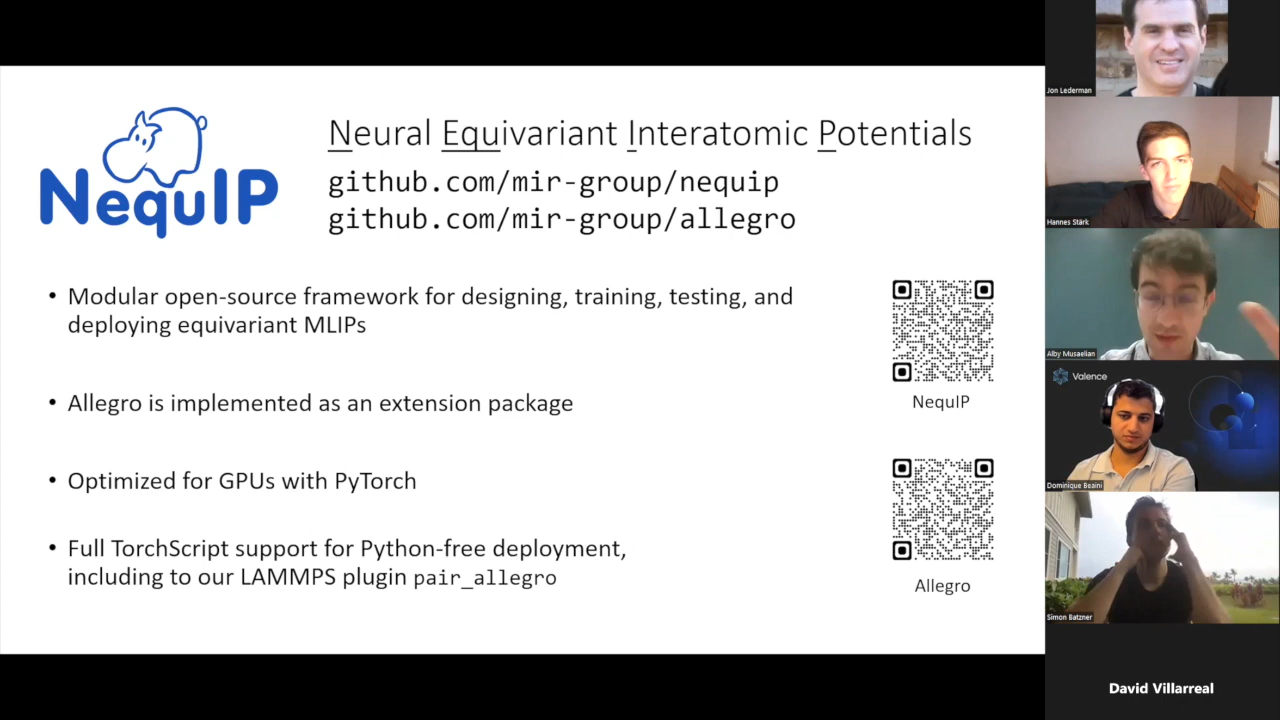 NequIP
Neural Equivariant Interatomic Potentials
github.com/mir-group/nequip
github.com/mir-group/allegro
• Modular open-source framework for designing, training, testing, and
deploying equivariant MLIPs
• Allegro is implemented as an extension package
• Optimized for GPUs with PyTorch
• Full TorchScript support for Python-free deployment,
including to our LAMMPS plugin pair_allegro
NequIP
Allegro
Jon Lederman
Hannes Stärk
Alby Musaelian
Valence
Dominique Beaini
Simon Batzner
David Villarreal